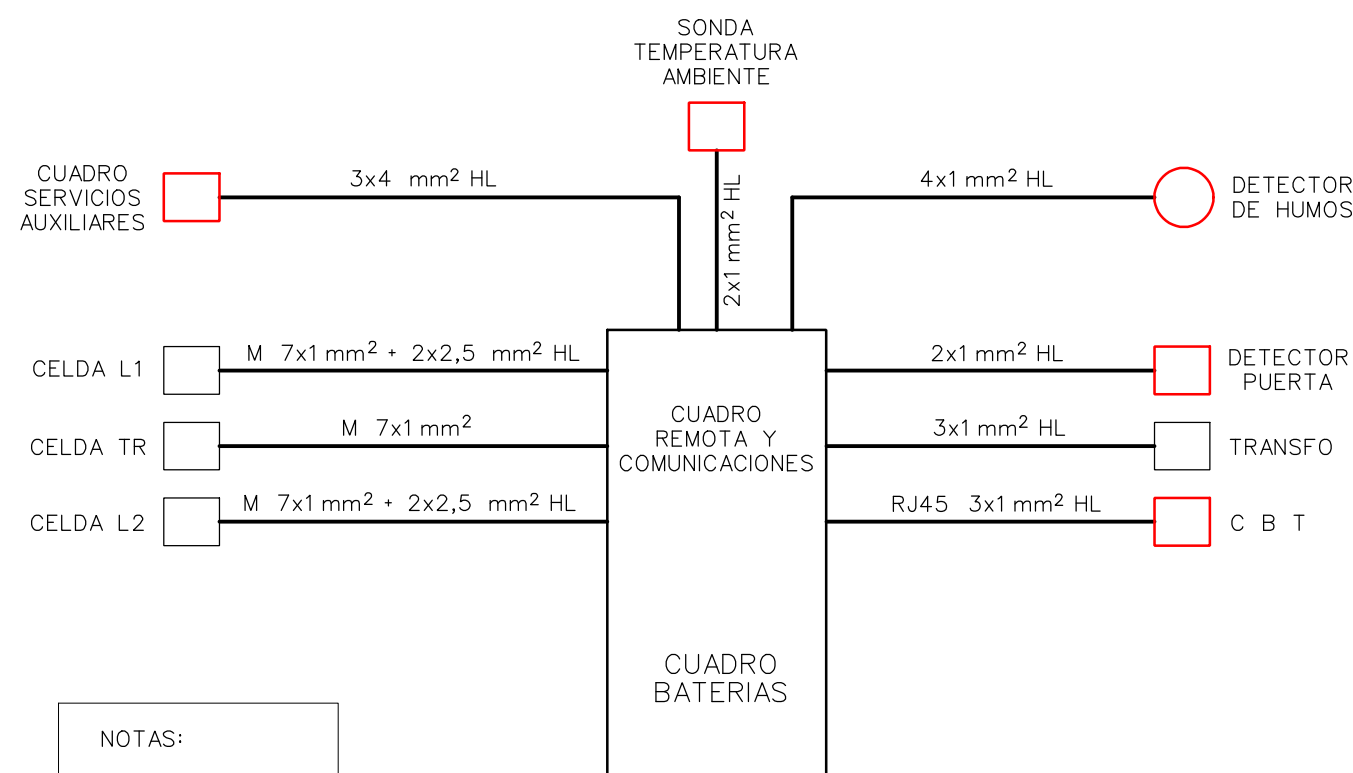 SONDA
TEMPERATURA
AMBIENTE
CUADRO
SERVICIOS
AUXILIARES
3x4 mm² HL
2x1 mm² HL
4x1 mm² HL
DETECTOR
DE HUMOS
CELDA L1
M 7x1 mm² + 2x2,5 mm² HL
2x1 mm² HL
DETECTOR
PUERTA
CELDA TR
M 7x1 mm²
CUADRO
REMOTA Y
COMUNICACIONES
3x1 mm² HL
TRANSFO
CELDA L2
M 7x1 mm² + 2x2,5 mm² HL
RJ45 3x1 mm² HL
C B T
CUADRO
BATERIAS
NOTAS: